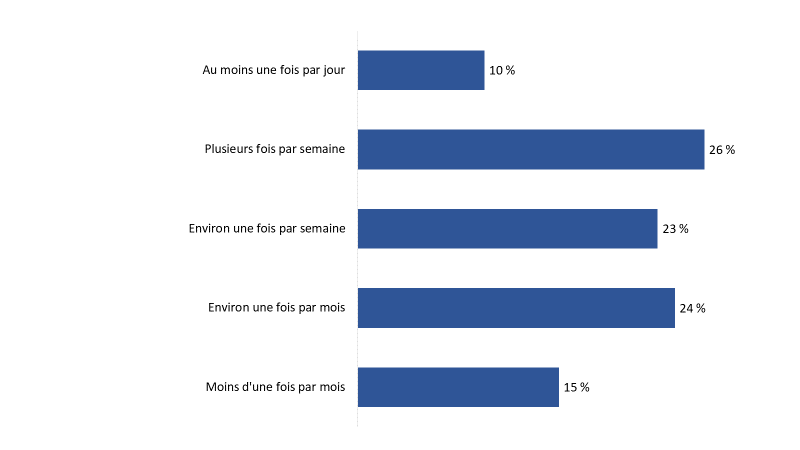 Au moins une fois par jour
10 %
Plusieurs fois par semaine
26 %
Environ une fois par semaine
23 %
Environ une fois par mois
24 %
Moins d'une fois par mois
15 %